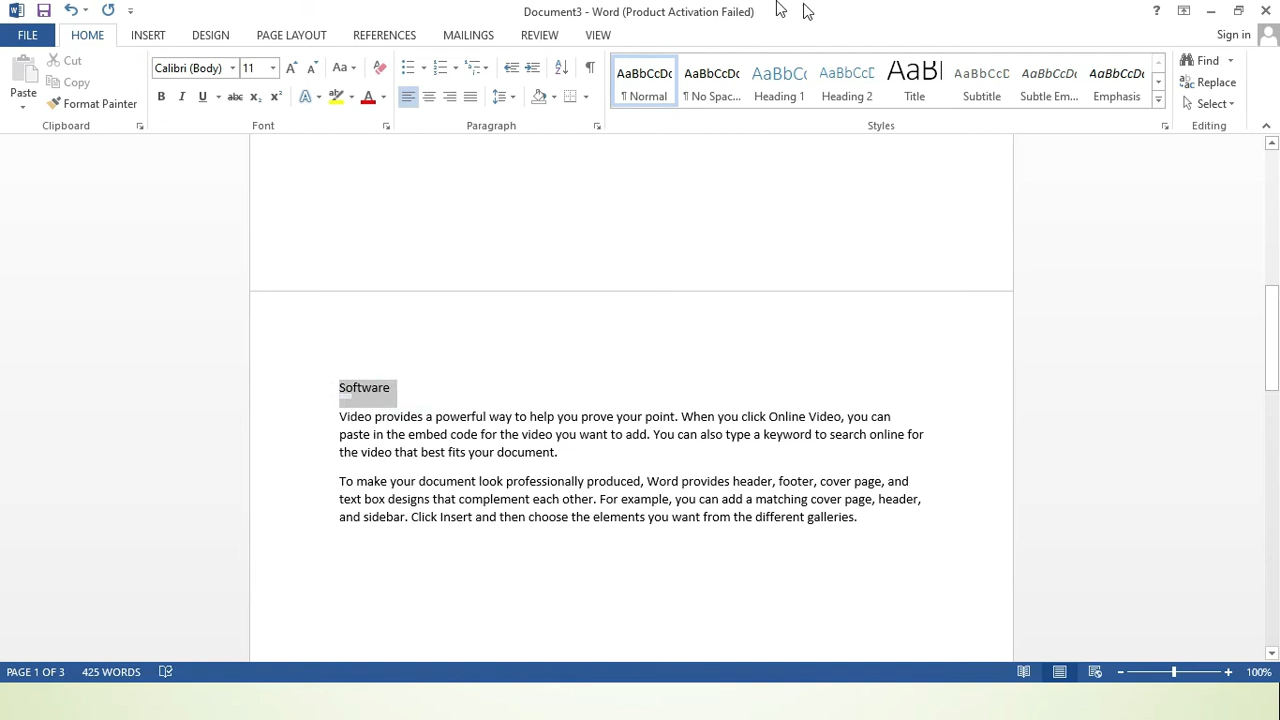 Document3 - Word (Product Activation Failed)
FILE HOME INSERT DESIGN PAGE LAYOUT REFERENCES MAILINGS REVIEW VIEW Sign in
Paste
Cut
Copy
Format Painter
Clipboard
Calibri (Body) 11
Font
Paragraph
AaBbCcDc AaBbCcDc AaBbCc AaBbCcD AaBl AaBbCcD AaBbCcDc AaBbCcDc
¶ Normal ¶ No Spac... Heading 1 Heading 2 Title Subtitle Subtle Em... Emphasis
Styles
Find
Replace
Select
Editing
Software
Video provides a powerful way to help you prove your point. When you click Online Video, you can
paste in the embed code for the video you want to add. You can also type a keyword to search online for
the video that best fits your document.
To make your document look professionally produced, Word provides header, footer, cover page, and
text box designs that complement each other. For example, you can add a matching cover page, header,
and sidebar. Click Insert and then choose the elements you want from the different galleries.
PAGE 1 OF 3 425 WORDS 100%